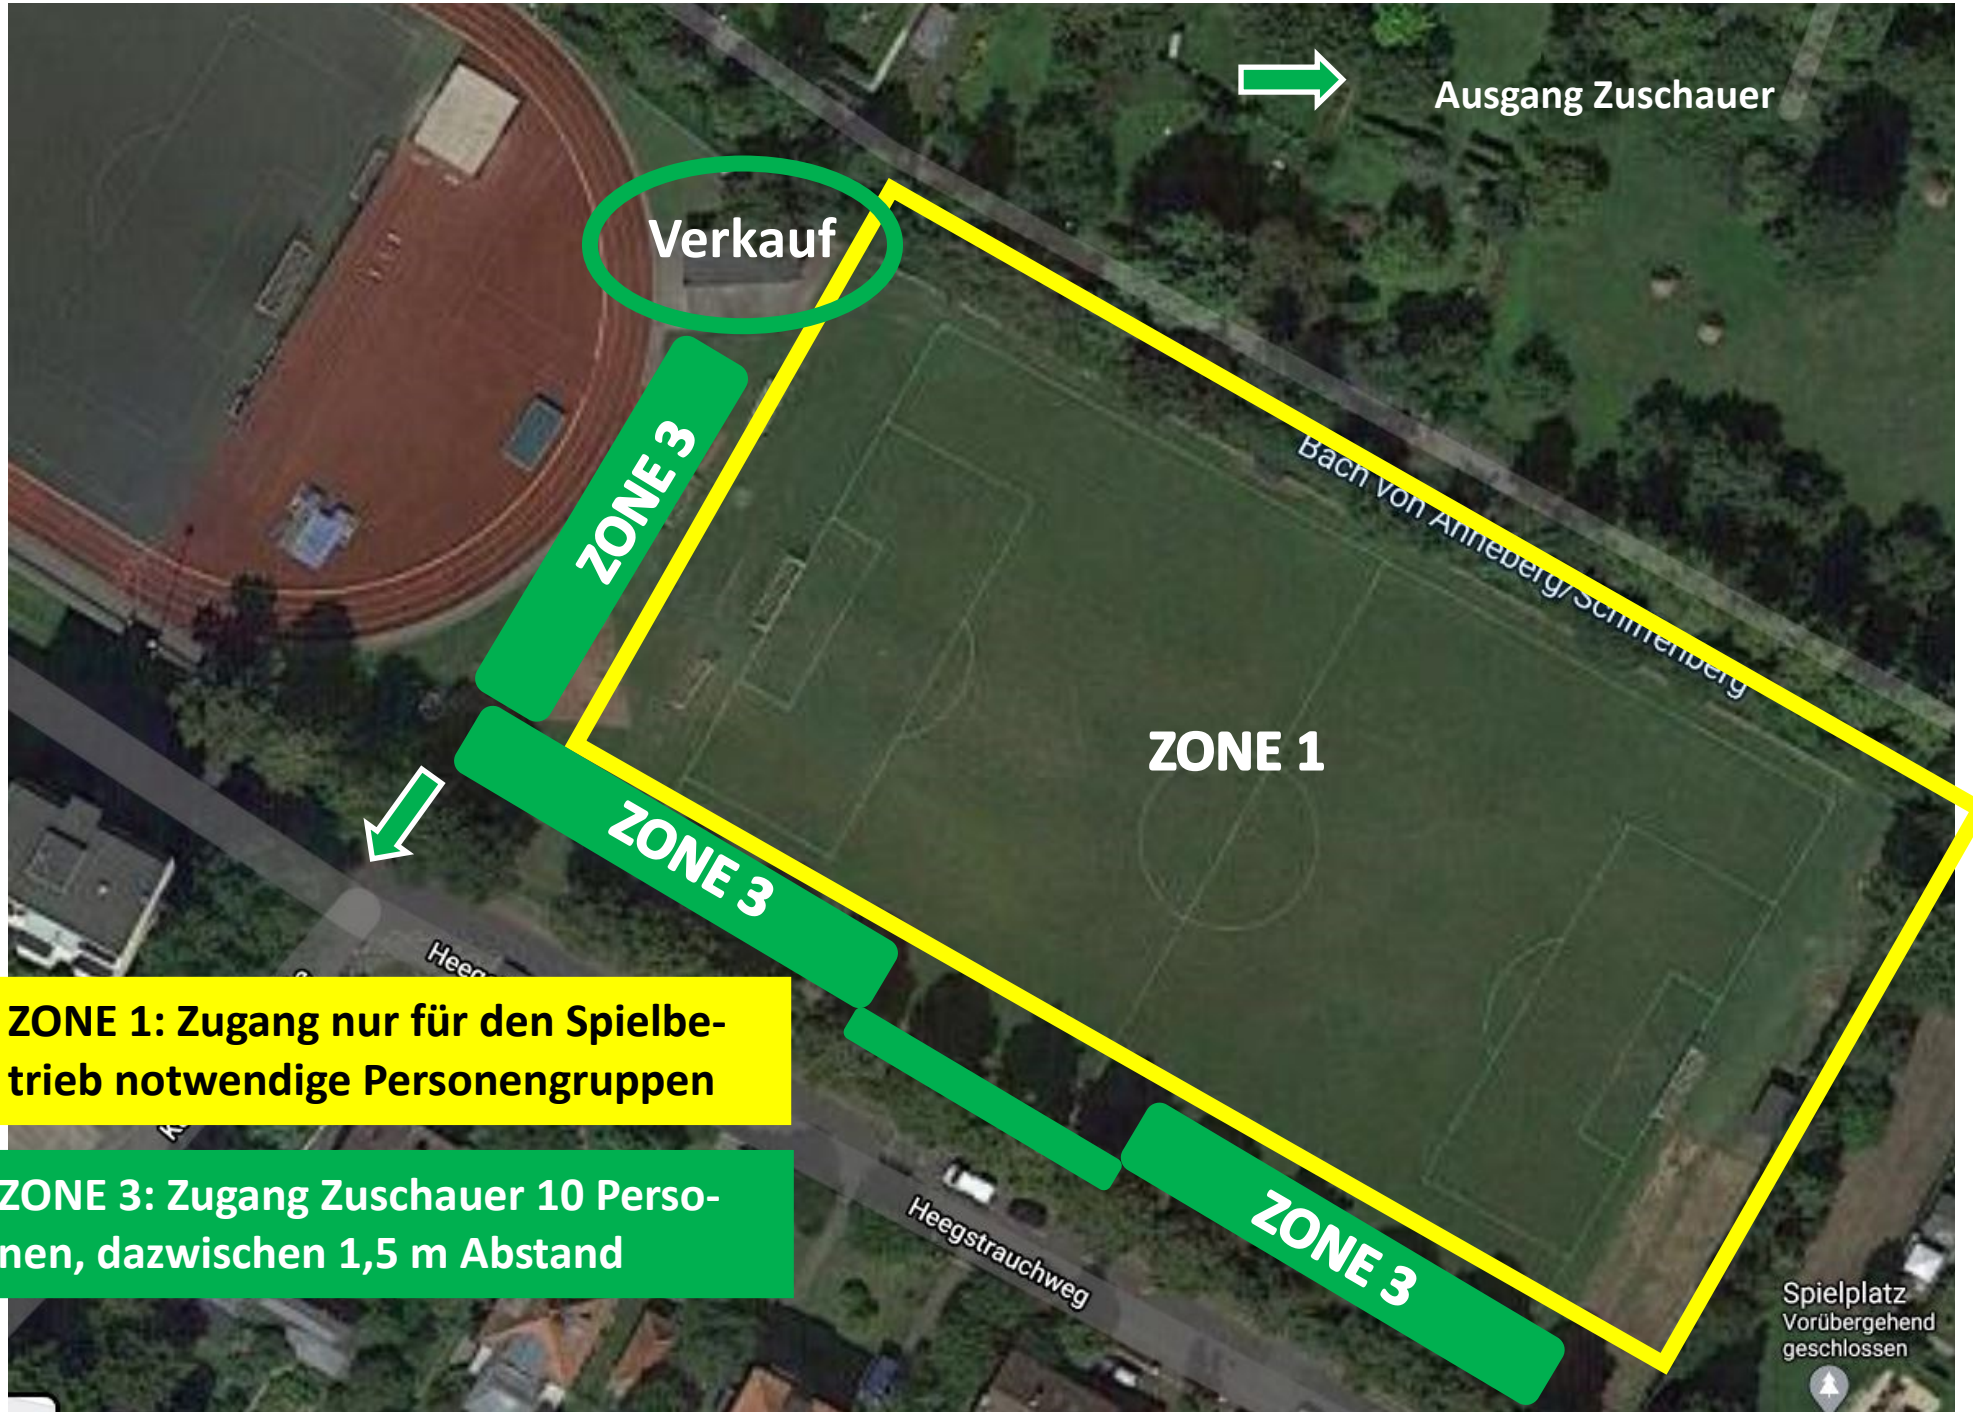 Ausgang Zuschauer
Verkauf
ZONE 3
Bach von Anneberg/Schiffenberg
ZONE 1
ZONE 3
ZONE 1: Zugang nur für den Spielbe-
trieb notwendige Personengruppen
ZONE 3: Zugang Zuschauer 10 Perso-
nen, dazwischen 1,5 m Abstand
Heegstrauchweg
ZONE 3
Spielplatz
Vorübergehend
geschlossen